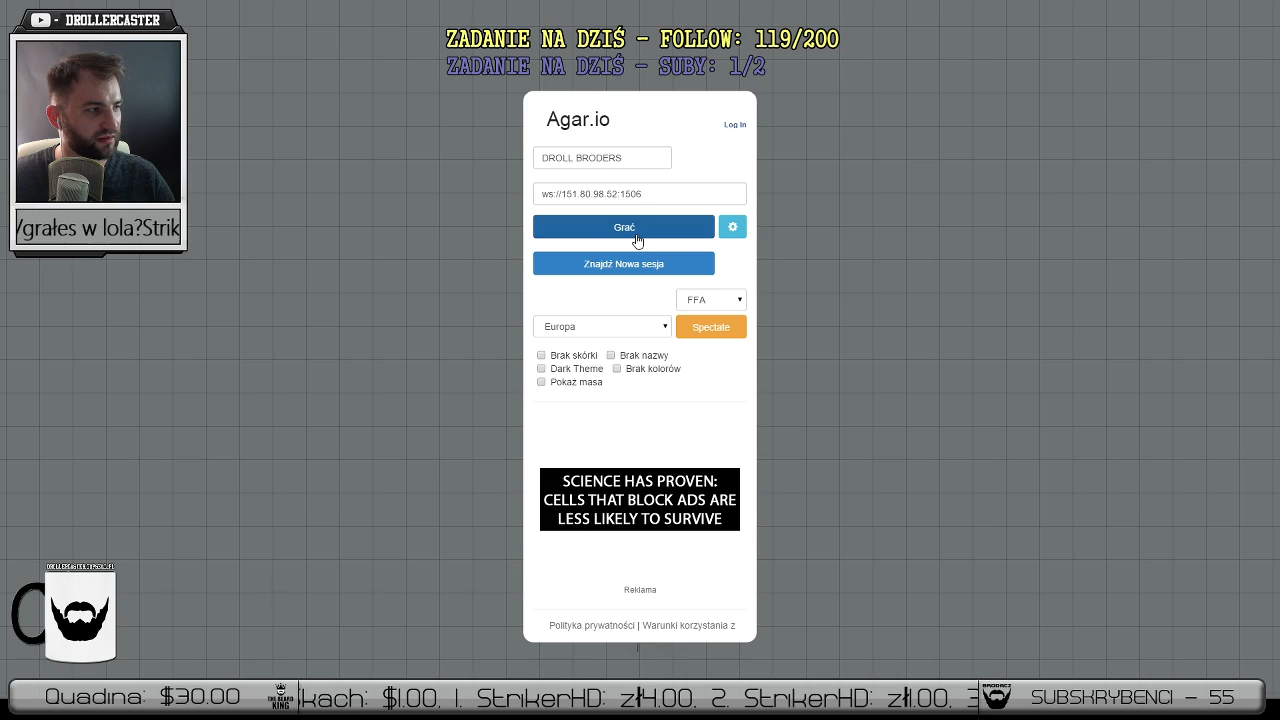 - DROLLERCASTER
ZADANIE NA DZIŚ - FOLLOW: 119/200
ZADANIE NA DZIŚ - SUBY: 1/2
Agar.io
Log In
DROLL BRODERS
ws://151.80.98.52:1506
Grać
/grałes w lola?Strik
Znajdź Nowa sesja
FFA
Europa
Spectate
Brak skórki Brak nazwy
Dark Theme Brak kolorów
Pokaż masa
SCIENCE HAS PROVEN:
CELLS THAT BLOCK ADS ARE
LESS LIKELY TO SURVIVE
Reklama
Polityka prywatności | Warunki korzystania z
Quadina: $30.00 THE BEARD KING kach: $1.00, 1. StrikerHD: zł4.00, 2. StrikerHD: zł1.00, 3 BRODACZ SUBSKRYBENCI - 55